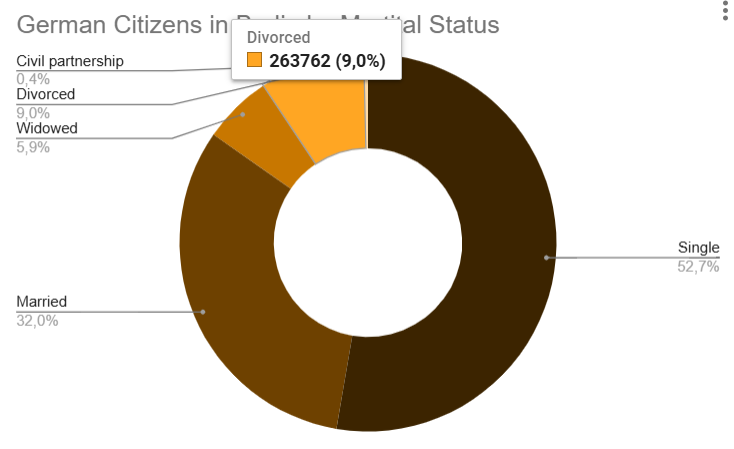 German Citizens in Martital Status
Divorced
263762 (9,0%)
Civil partnership
0,4%
Divorced
9,0%
Widowed
5,9%
Single
52,7%
Married
32,0%